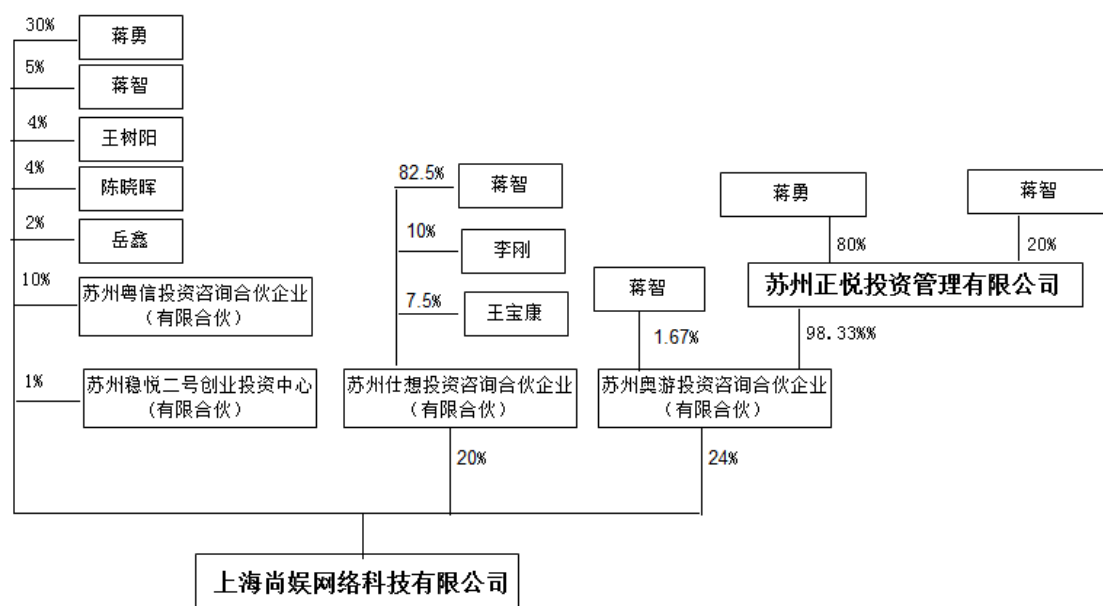 30%
蒋勇
5%
蒋智
4%
王树阳
4%
陈晓晖
2%
岳鑫
10%
苏州粤信投资咨询合伙企业
（有限合伙）
1%
苏州稳悦二号创业投资中心
（有限合伙）
82.5%
蒋智
10%
李刚
7.5%
王宝康
苏州仕想投资咨询合伙企业
（有限合伙）
20%
蒋勇
蒋智
80%
20%
苏州正悦投资管理有限公司
蒋智
1.67%
98.33%%
苏州奥游投资咨询合伙企业
（有限合伙）
24%
上海尚娱网络科技有限公司